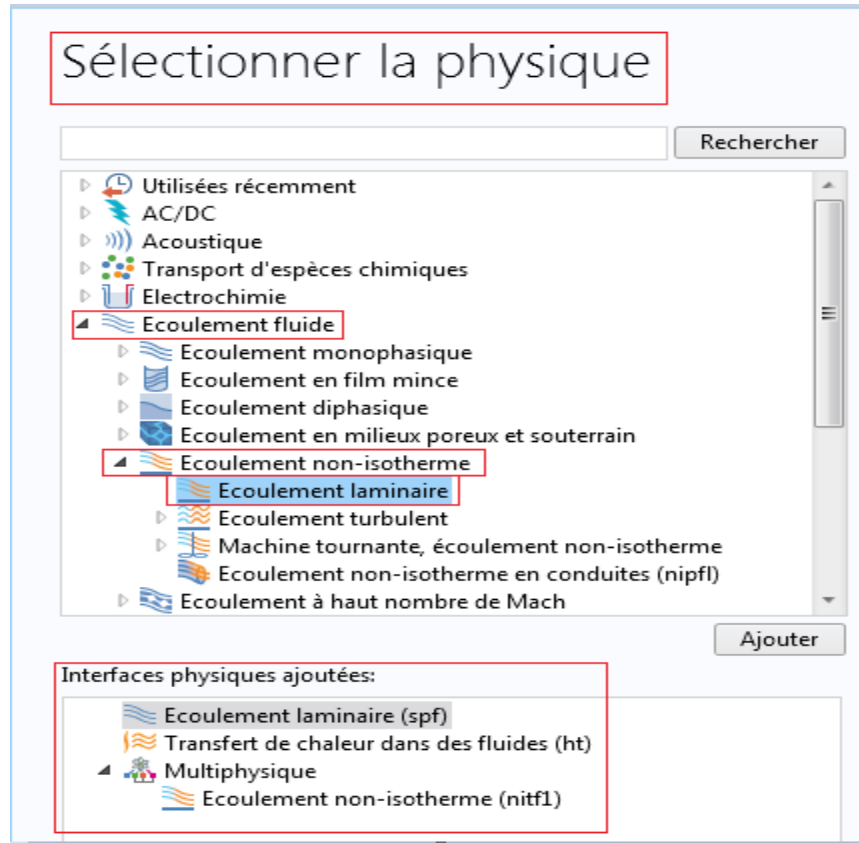 Sélectionner la physique
Rechercher
Utilisées récemment
AC/DC
Acoustique
Transport d'espèces chimiques
Electrochimie
Ecoulement fluide
Ecoulement monophasique
Ecoulement en film mince
Ecoulement diphasique
Ecoulement en milieux poreux et souterrain
Ecoulement non-isotherme
Ecoulement laminaire
Ecoulement turbulent
Machine tournante, écoulement non-isotherme
Ecoulement non-isotherme en conduites (nipfl)
Ecoulement à haut nombre de Mach
Ajouter
Interfaces physiques ajoutées:
Ecoulement laminaire (spf)
Transfert de chaleur dans des fluides (ht)
Multiphysique
Ecoulement non-isotherme (nitf1)